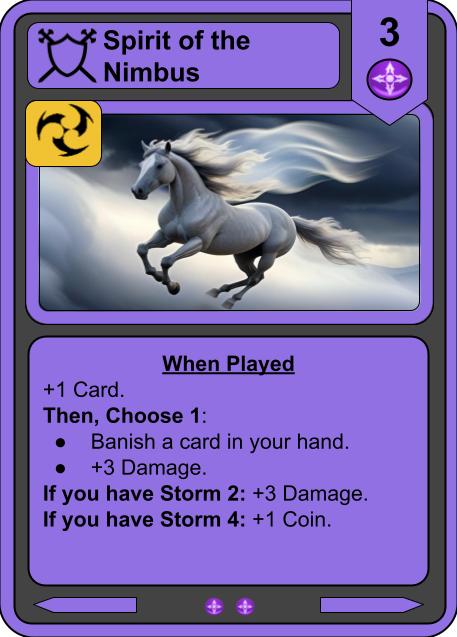 Spirit of the
Nimbus
3
When Played
+1 Card.
Then, Choose 1:
● Banish a card in your hand.
● +3 Damage.
If you have Storm 2: +3 Damage.
If you have Storm 4: +1 Coin.